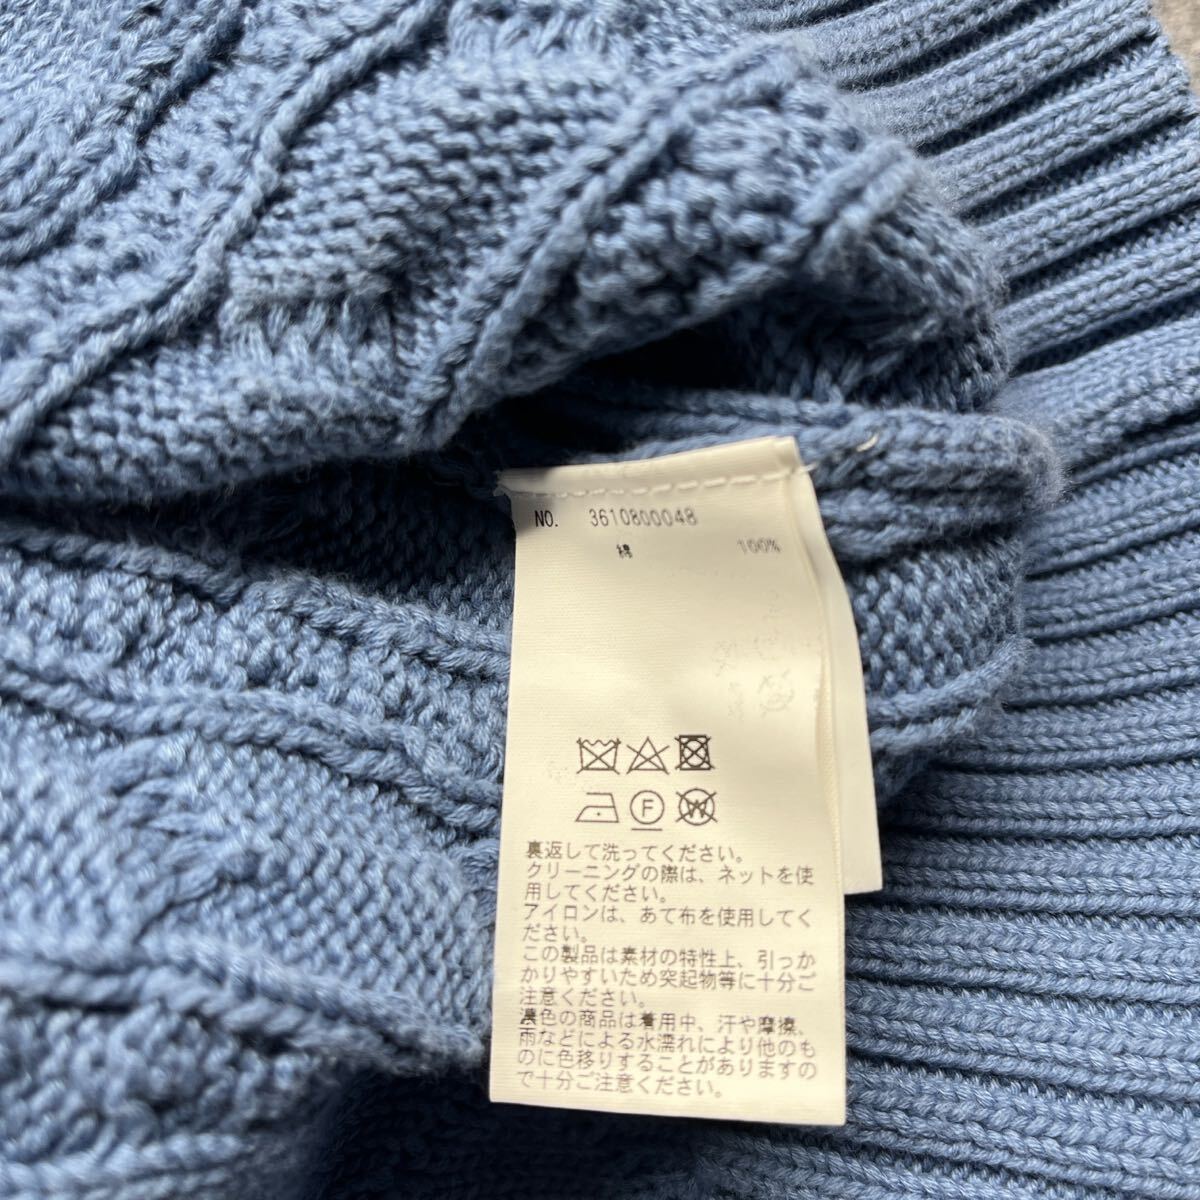 NO. 3610800048
綿 100%
F
W
裏返して洗ってください。
クリーニングの際は、ネットを使
用してください。
アイロンは、あて布を使用してく
ださい。
この製品は素材の特性上、引っか
かりやすいため突起物等に十分ご
注意ください。
濃色の商品は着用中、汗や摩擦、
雨などによる水濡れにより他のも
のに色移りすることがありますの
で十分ご注意ください。